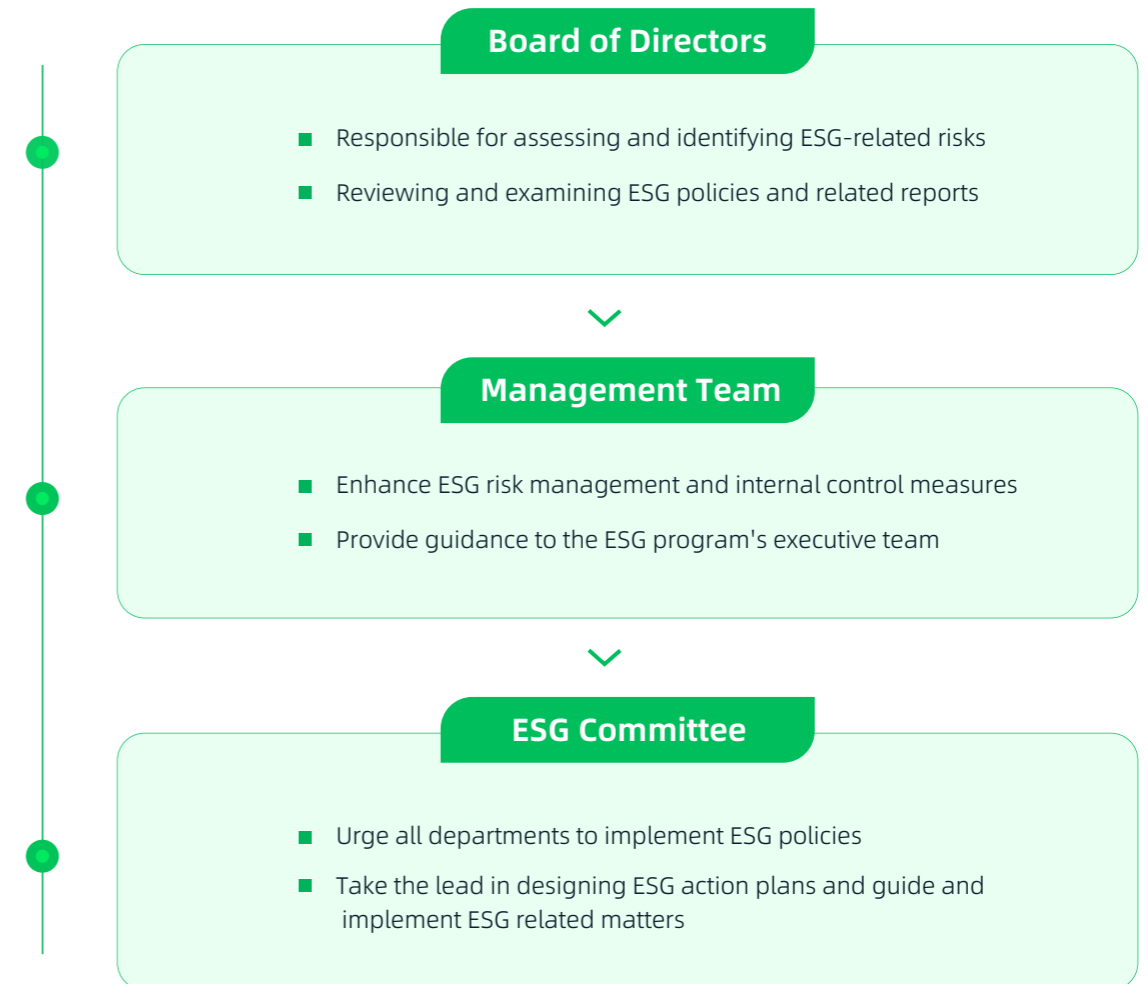 Board of Directors
Responsible for assessing and identifying ESG-related risks
Reviewing and examining ESG policies and related reports
Management Team
Enhance ESG risk management and internal control measures
Provide guidance to the ESG program's executive team
ESG Committee
Urge all departments to implement ESG policies
Take the lead in designing ESG action plans and guide and
implement ESG related matters